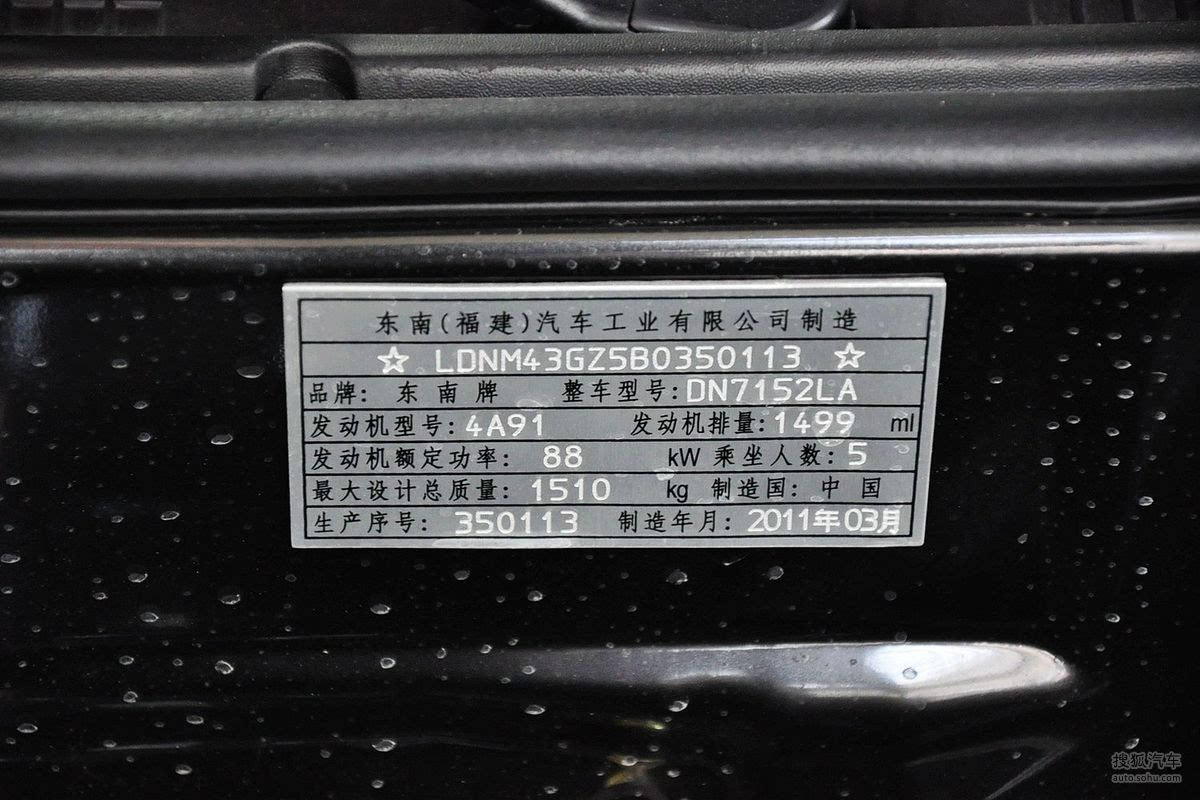 东南(福建)汽车工业有限公司制造
☆ LDNM43GZ5B0350113 ☆
品牌: 东南牌 整车型号:DN7152LA
发动机型号:4A91 发动机排量:1499 ml
发动机额定功率: 88 kW 乘坐人数:5
最大设计总质量: 1510 kg 制造国: 中国
生产序号: 350113 制造年月: 2011年03月
搜狐汽车
auto.sohu.com